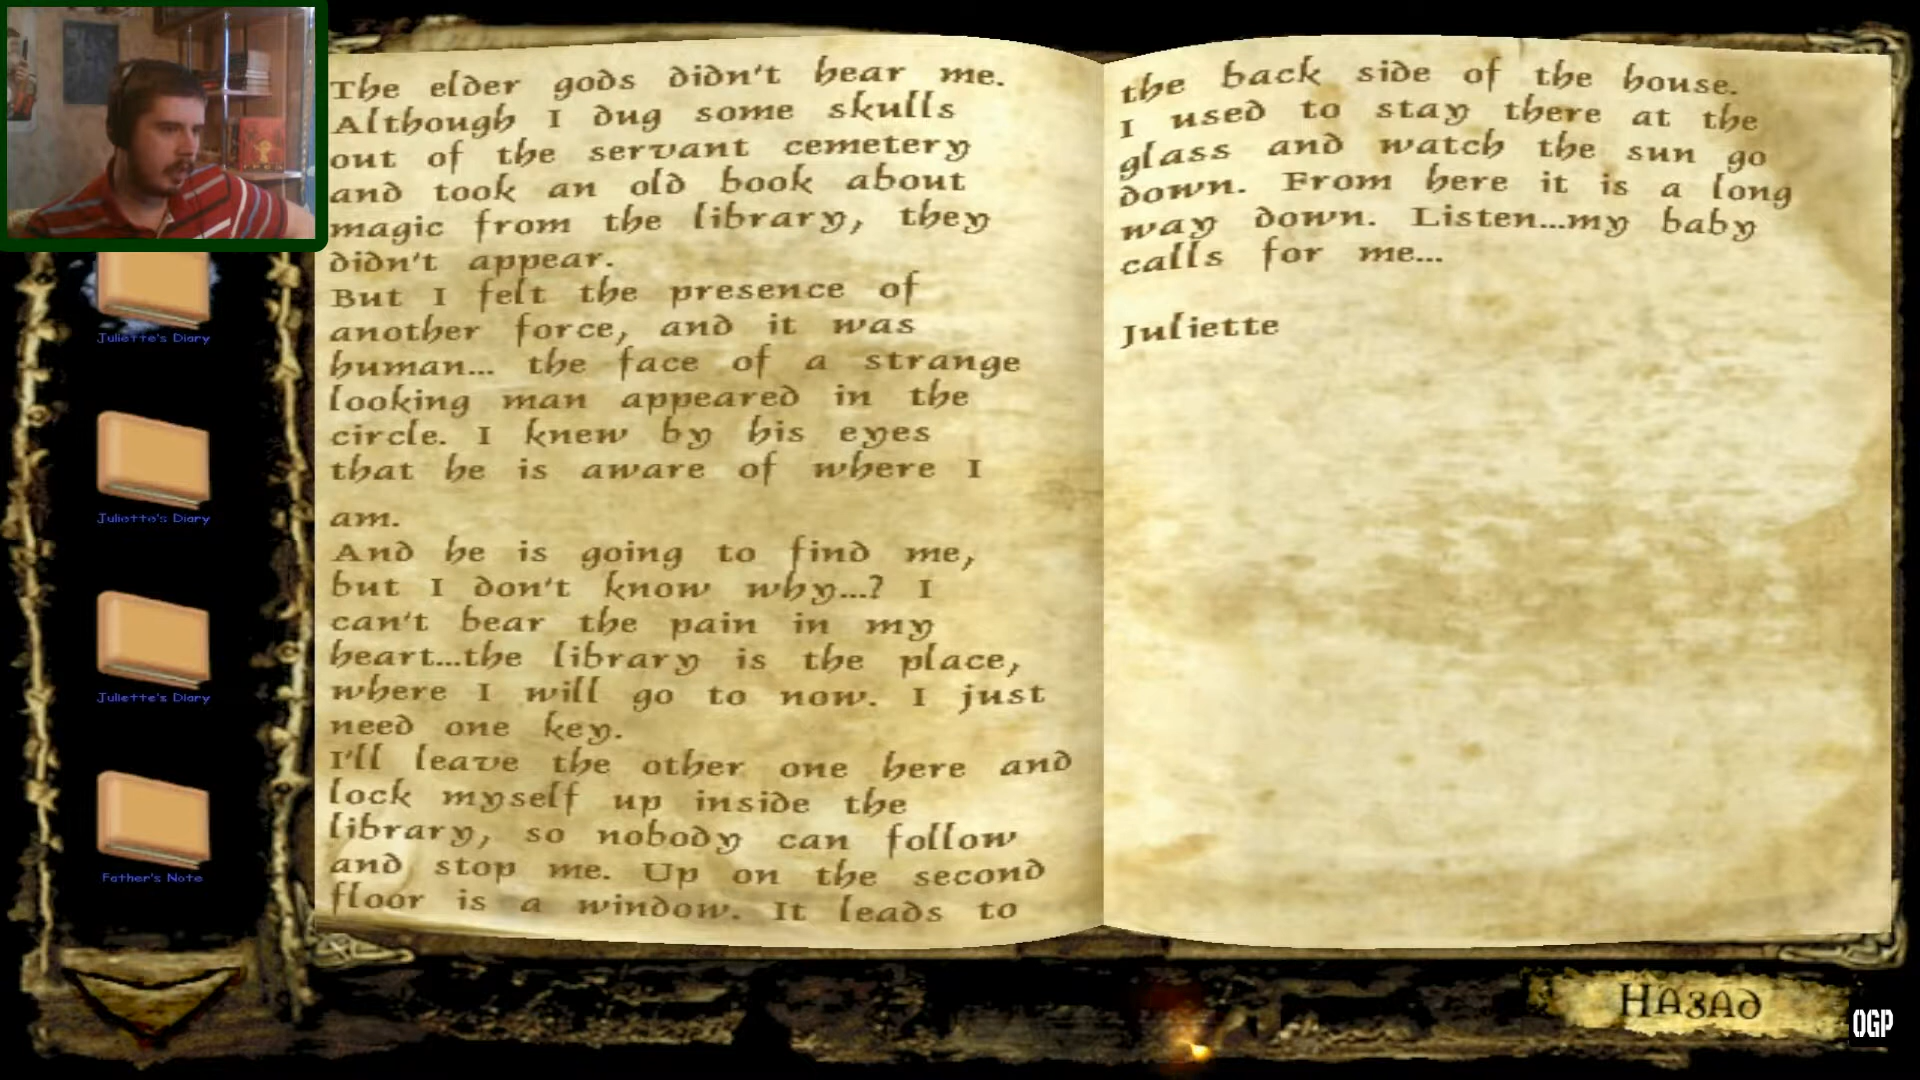 The elder gods didn't hear me.
Although I dug some skulls
out of the servant cemetery
and took an old book about
magic from the library, they
didn't appear.
But I felt the presence of
another force, and it was
human... the face of a strange
looking man appeared in the
circle. I knew by his eyes
that he is aware of where I
am.
And he is going to find me,
but I don't know why...? I
can't bear the pain in my
heart...the library is the place,
where I will go to now. I just
need one key.
I'll leave the other one here and
lock myself up inside the
library, so nobody can follow
and stop me. Up on the second
floor is a window. It leads to
the back side of the house.
I used to stay there at the
glass and watch the sun go
down. From here it is a long
way down. Listen...my baby
calls for me...
Juliette
Juliette's Diary
Juliette's Diary
Juliette's Diary
Father's Note
Назад
OGP